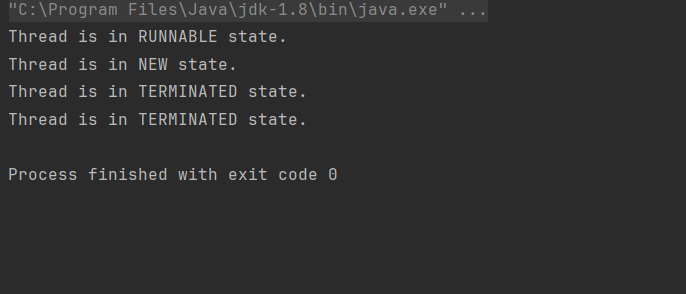 "C:\Program Files\Java\jdk-1.8\bin\java.exe" ...
Thread is in RUNNABLE state.
Thread is in NEW state.
Thread is in TERMINATED state.
Thread is in TERMINATED state.
Process finished with exit code 0